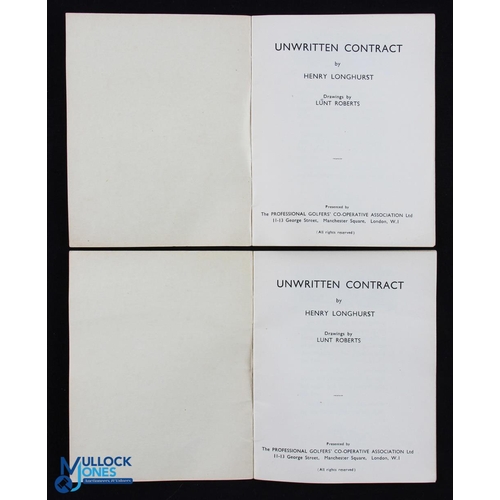 UNWRITTEN CONTRACT
by
HENRY LONGHURST
Drawings by
LUNT ROBERTS
Presented by
The PROFESSIONAL GOLFERS' CO-OPERATIVE ASSOCIATION Ltd
11-13 George Street, Manchester Square, London, W.1
(All rights reserved)
UNWRITTEN CONTRACT
by
HENRY LONGHURST
Drawings by
LUNT ROBERTS
Presented by
The PROFESSIONAL GOLFERS' CO-OPERATIVE ASSOCIATION Ltd
11-13 George Street, Manchester Square, London, W.1
(All rights reserved)
MULLOCK
JONES
Auctioneers & Valuers